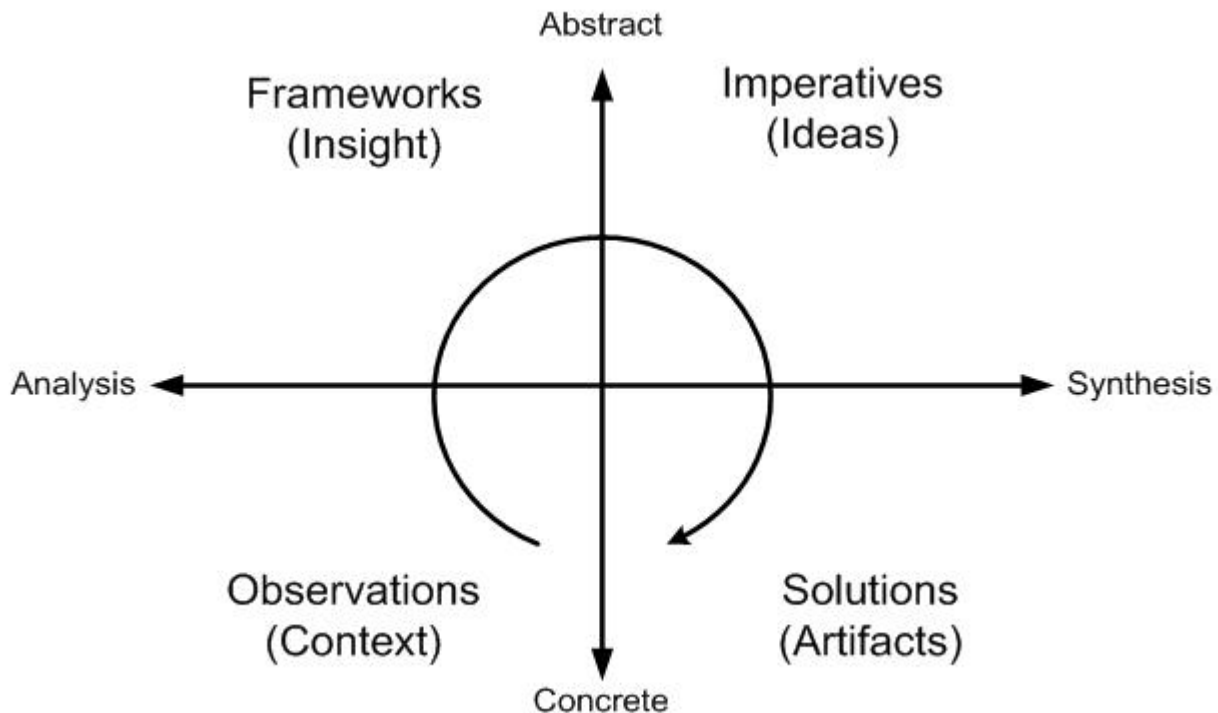 Abstract
Frameworks
(Insight)
Imperatives
(Ideas)
Analysis
Synthesis
Observations
(Context)
Solutions
(Artifacts)
Concrete